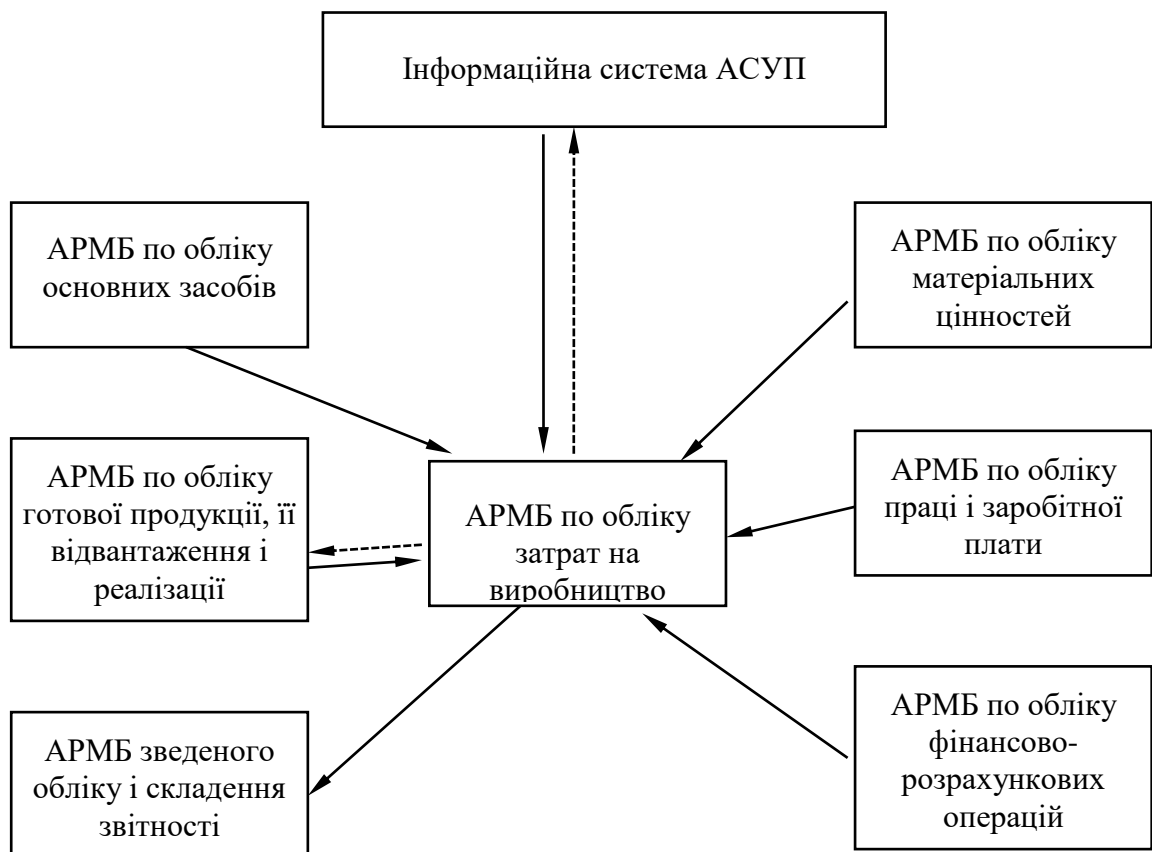 Інформаційна система АСУП
АРМБ по обліку
основних засобів
АРМБ по обліку
матеріальних
цінностей
АРМБ по обліку
готової продукції, її
відвантаження і
реалізації
АРМБ по обліку
затрат на
виробництво
АРМБ по обліку
праці і заробітної
плати
АРМБ зведеного
обліку і складення
звітності
АРМБ по обліку
фінансово-
розрахункових
операцій